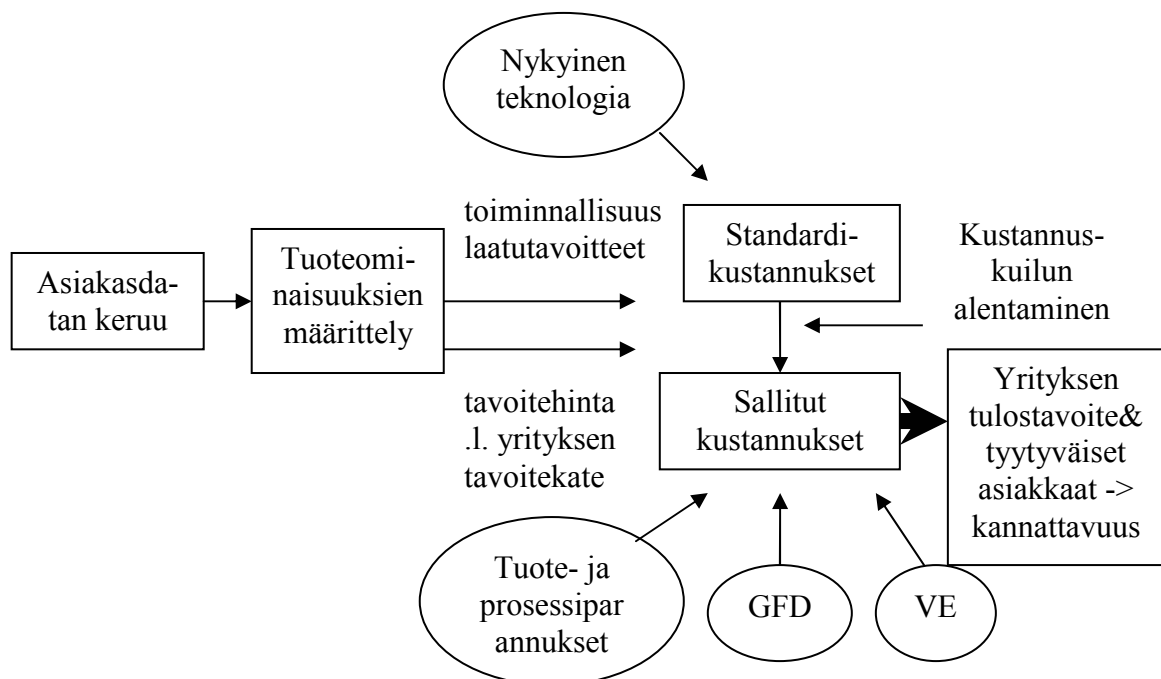 Nykyinen
teknologia
toiminnallisuus
laatutavoitteet
Standardi-
kustannukset
Kustannus-
kuilun
alentaminen
Asiakasda-
tan keruu
Tuoteomi-
naisuuksien
määrittely
tavoitehinta
.l. yrityksen
tavoitekate
Sallitut
kustannukset
Yrityksen
tulostavoite&
tyytyväiset
asiakkaat ->
kannattavuus
Tuote- ja
prosessipar
annukset
GFD
VE